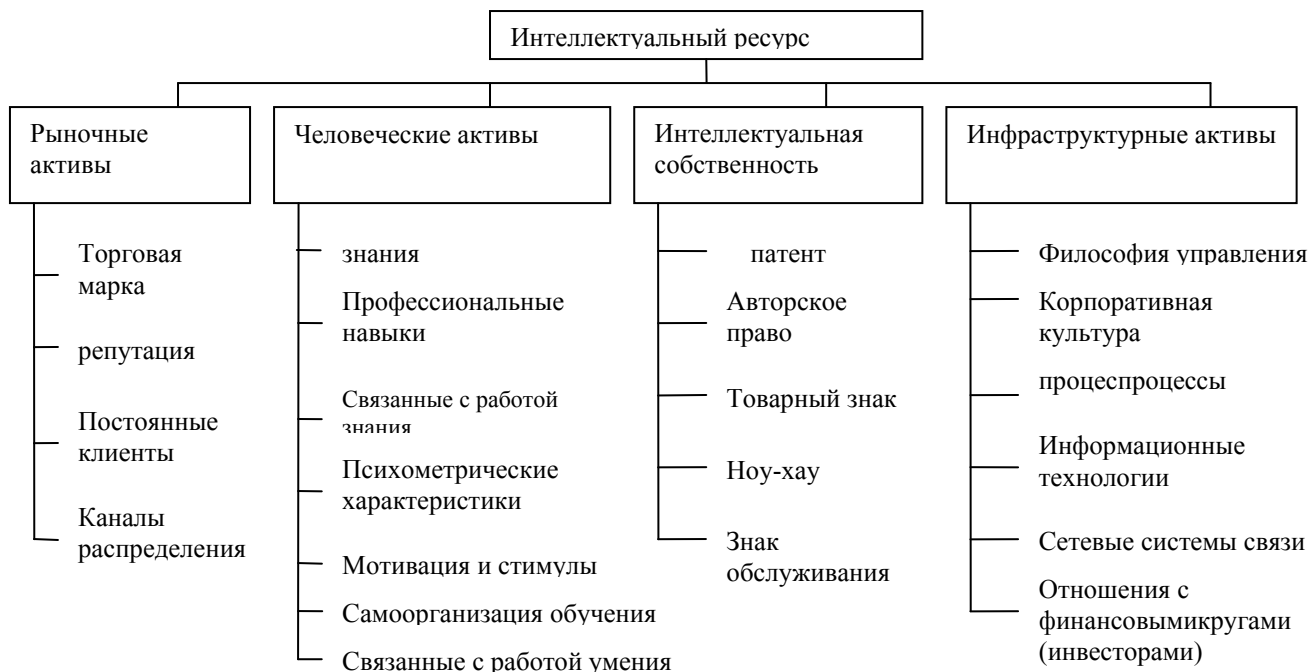 Интеллектуальный ресурс
Рыночные
активы
Торговая
марка
репутация
Постоянные
клиенты
Каналы
распределения
Человеческие активы
знания
Профессиональные
навыки
Связанные с работой
знания
Психометрические
характеристики
Мотивация и стимулы
Самоорганизация обучения
Связанные с работой умения
Интеллектуальная
собственность
патент
Авторское
право
Товарный знак
Ноу-хау
Знак
обслуживания
Инфраструктурные активы
Философия управления
Корпоративная
культура
процеспроцессы
Информационные
технологии
Сетевые системы связи
Отношения с
финансовымикругами
(инвесторами)